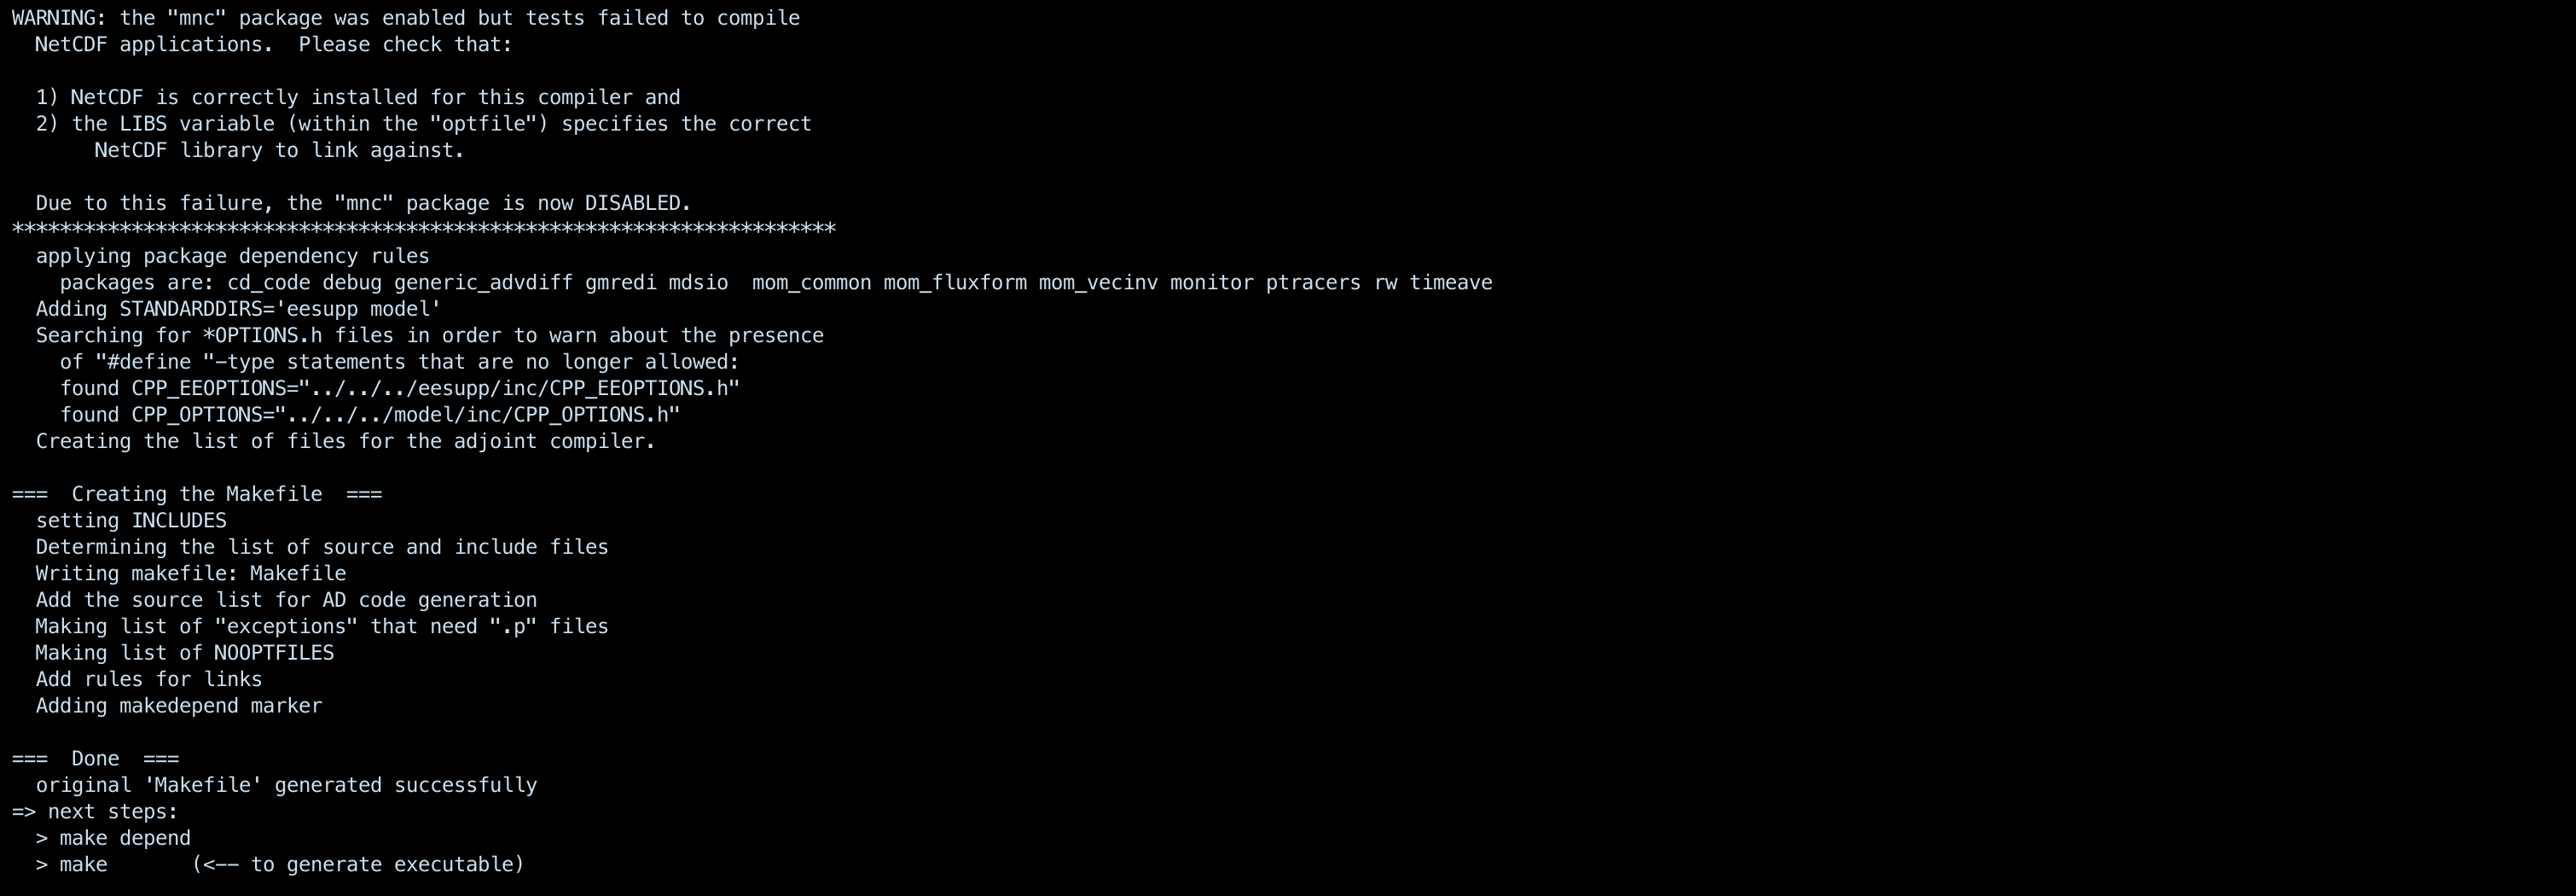 WARNING: the "mnc" package was enabled but tests failed to compile
  NetCDF applications.  Please check that:

  1) NetCDF is correctly installed for this compiler and
  2) the LIBS variable (within the "optfile") specifies the correct
       NetCDF library to link against.

  Due to this failure, the "mnc" package is now DISABLED.
*********************************************************************
  applying package dependency rules
    packages are: cd_code debug generic_advdiff gmredi mdsio  mom_common mom_fluxform mom_vecinv monitor ptracers rw timeave
  Adding STANDARDDIRS='eesupp model'
  Searching for *OPTIONS.h files in order to warn about the presence
    of "#define "-type statements that are no longer allowed:
    found CPP_EEOPTIONS="../../../eesupp/inc/CPP_EEOPTIONS.h"
    found CPP_OPTIONS="../../../model/inc/CPP_OPTIONS.h"
  Creating the list of files for the adjoint compiler.

===  Creating the Makefile  ===
  setting INCLUDES
  Determining the list of source and include files
  Writing makefile: Makefile
  Add the source list for AD code generation
  Making list of "exceptions" that need ".p" files
  Making list of NOOPTFILES
  Add rules for links
  Adding makedepend marker

===  Done  ===
  original 'Makefile' generated successfully
=> next steps:
  > make depend
  > make       (<-- to generate executable)